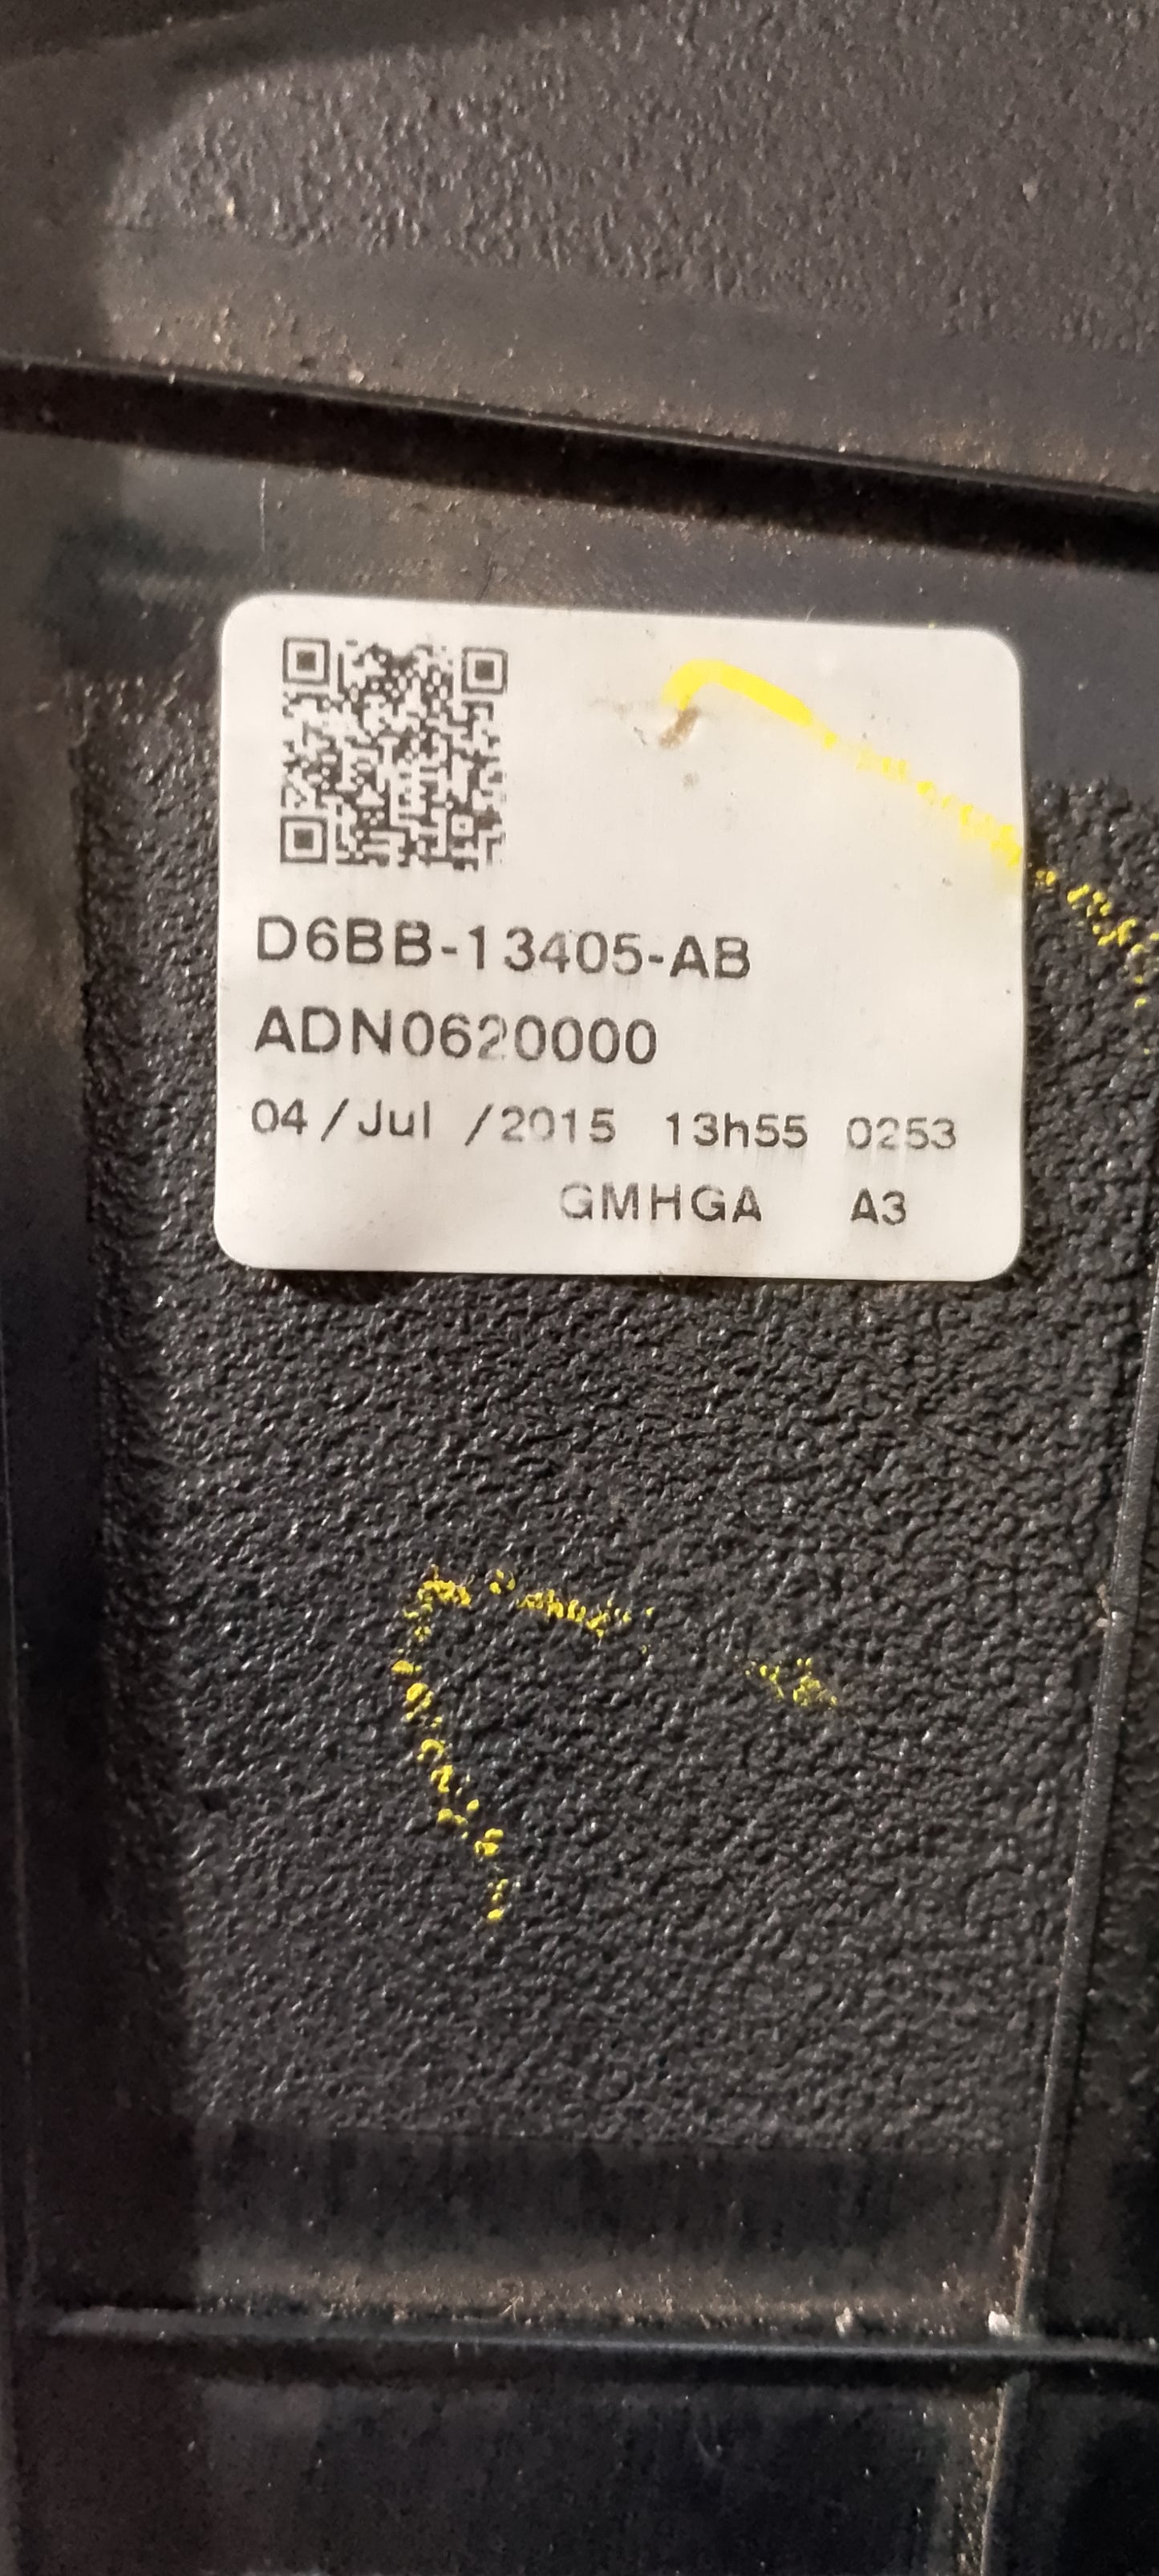 D6BB-13405-AB
ADN0620000
04/Jul /2015 13h55 0253
GMHGA A3